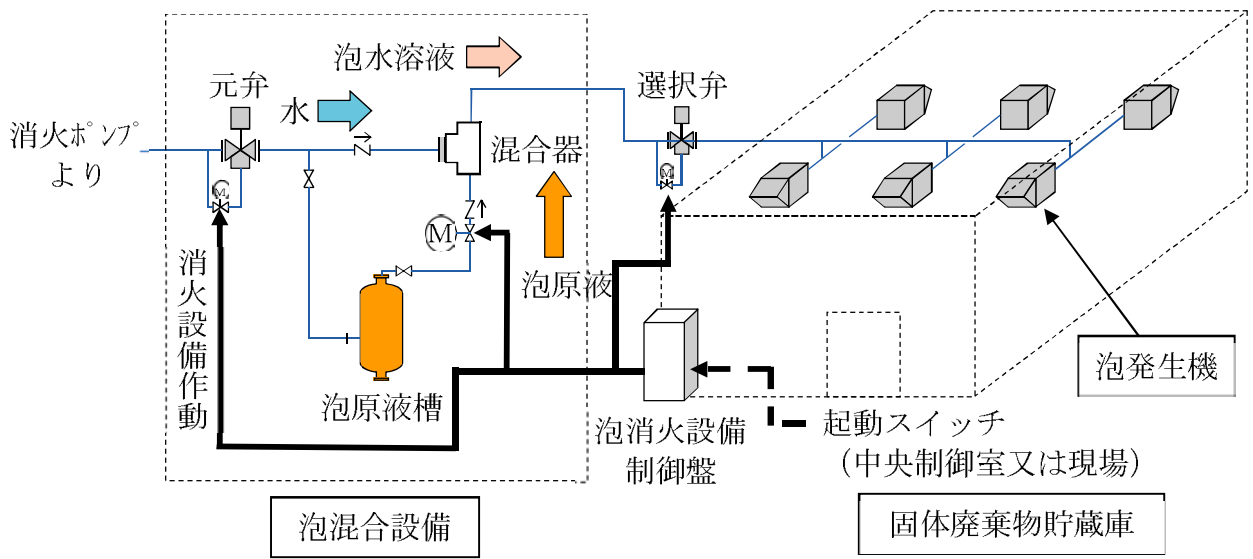 泡水溶液
元弁
水
選択弁
消火ﾎﾟﾝﾌﾟ
より
混合器
M
M
M
泡原液
消火設備作動
泡原液槽
泡発生機
泡消火設備
制御盤
起動スイッチ
(中央制御室又は現場)
泡混合設備
固体廃棄物貯蔵庫